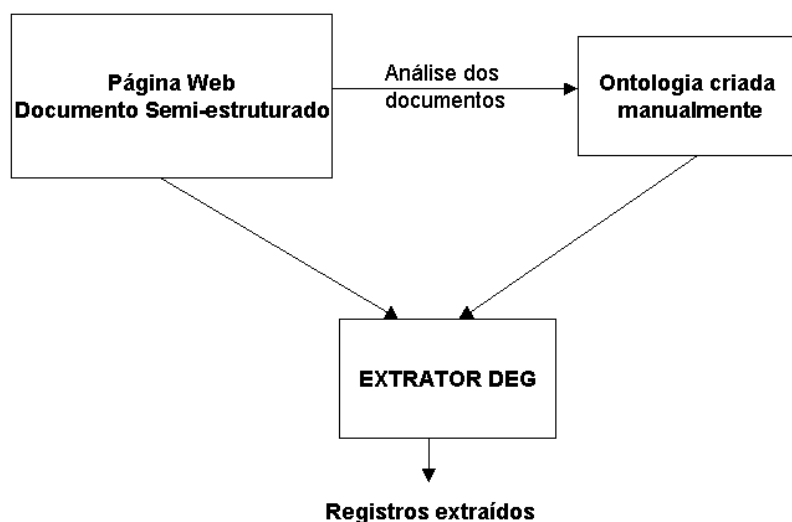 Página Web
Documento Semi-estruturado
Análise dos
documentos
Ontologia criada
manualmente
EXTRATOR DEG
Registros extraídos